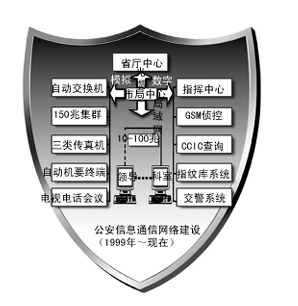 省厅中心
模拟
数字
市局中心
自动交换机
指挥中心
150兆集群
GSM侦控
局域网
三类传真机
10-100兆
CCIC查询
自动机要终端
领导
科室
指纹库系统
电视电话会议
交警系统
公安信息通信网络建设
(1999年～现在)